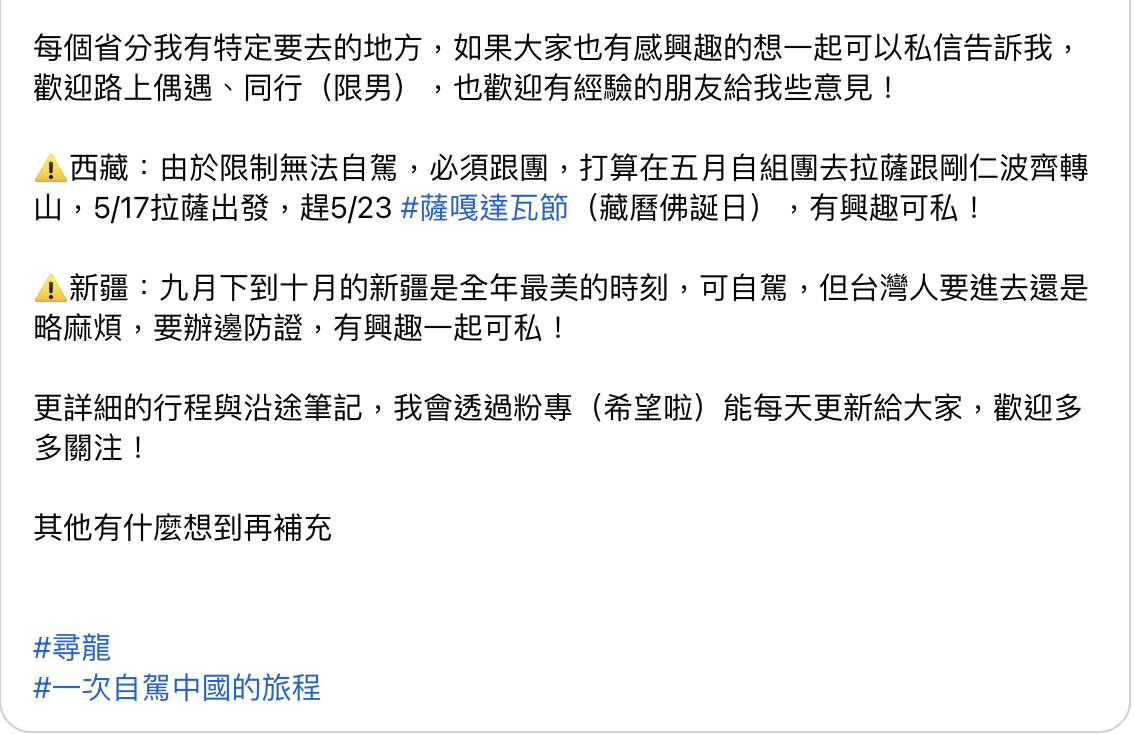 每個省分我有特定要去的地方，如果大家也有感興趣的想一起可以私信告訴我，
歡迎路上偶遇、同行（限男），也歡迎有經驗的朋友給我些意見！
⚠️西藏：由於限制無法自駕，必須跟團，打算在五月自組團去拉薩跟剛仁波齊轉
山，5/17拉薩出發，趕5/23 #薩嘎達瓦節（藏曆佛誕日），有興趣可私！
⚠️新疆：九月下到十月的新疆是全年最美的時刻，可自駕，但台灣人要進去還是
略麻煩，要辦邊防證，有興趣一起可私！
更詳細的行程與沿途筆記，我會透過粉專（希望啦）能每天更新給大家，歡迎多
多關注！
其他有什麼想到再補充
#尋龍
#一次自駕中國的旅程